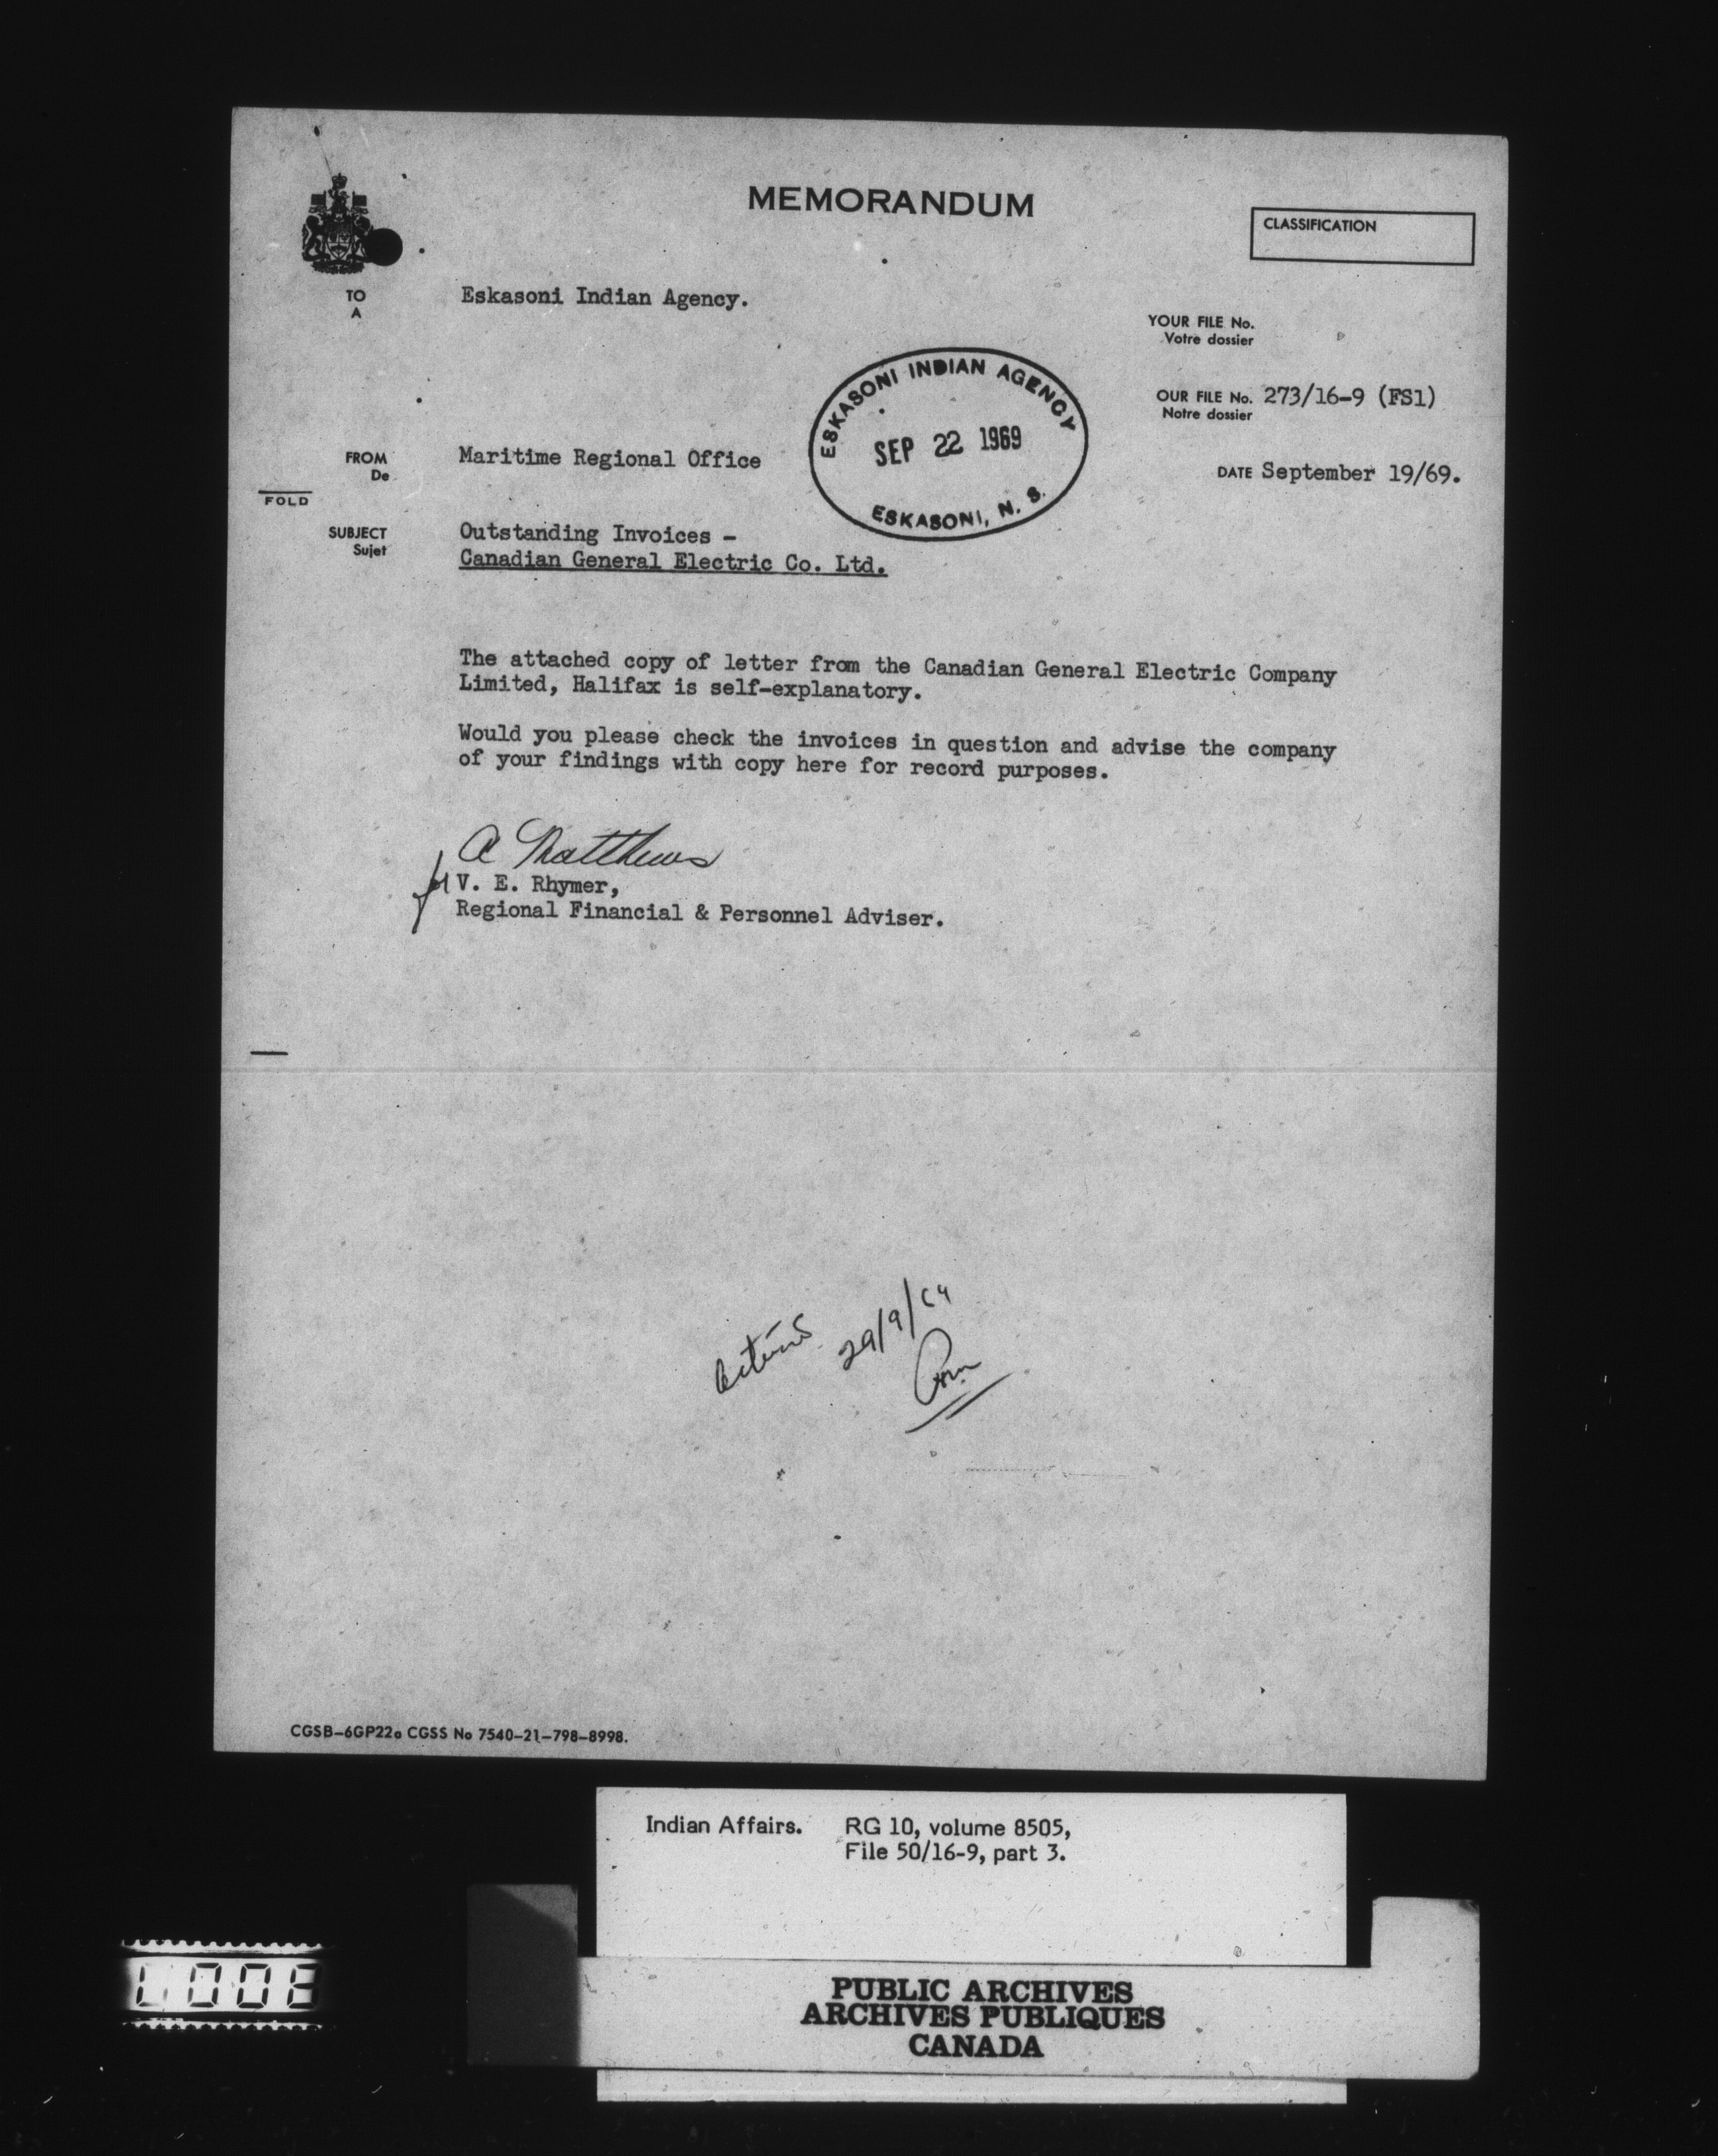 MEMORANDUM
CLASSIFICATION
TO
A
Eskasoni Indian Agency.
YOUR FILE No.
Votre dossier
ESKASONI INDIAN AGENCY
SEP 22 1969
ESKASONI, N. S.
OUR FILE No. 273/16-9 (FS1)
Notre dossier
FROM
De
Maritime Regional Office
DATE September 19/69.
FOLD
SUBJECT
Sujet
Outstanding Invoices -
Canadian General Electric Co. Ltd.
The attached copy of letter from the Canadian General Electric Company
Limited, Halifax is self-explanatory.
Would you please check the invoices in question and advise the company
of your findings with copy here for record purposes.
A Matthews
V. E. Rhymer,
Regional Financial & Personnel Adviser.
29/9/69
CGSB-6GP22a CGSS No 7540-21-798-8998.
Indian Affairs. RG 10, volume 8505,
File 50/16-9, part 3.
PUBLIC ARCHIVES
ARCHIVES PUBLIQUES
CANADA